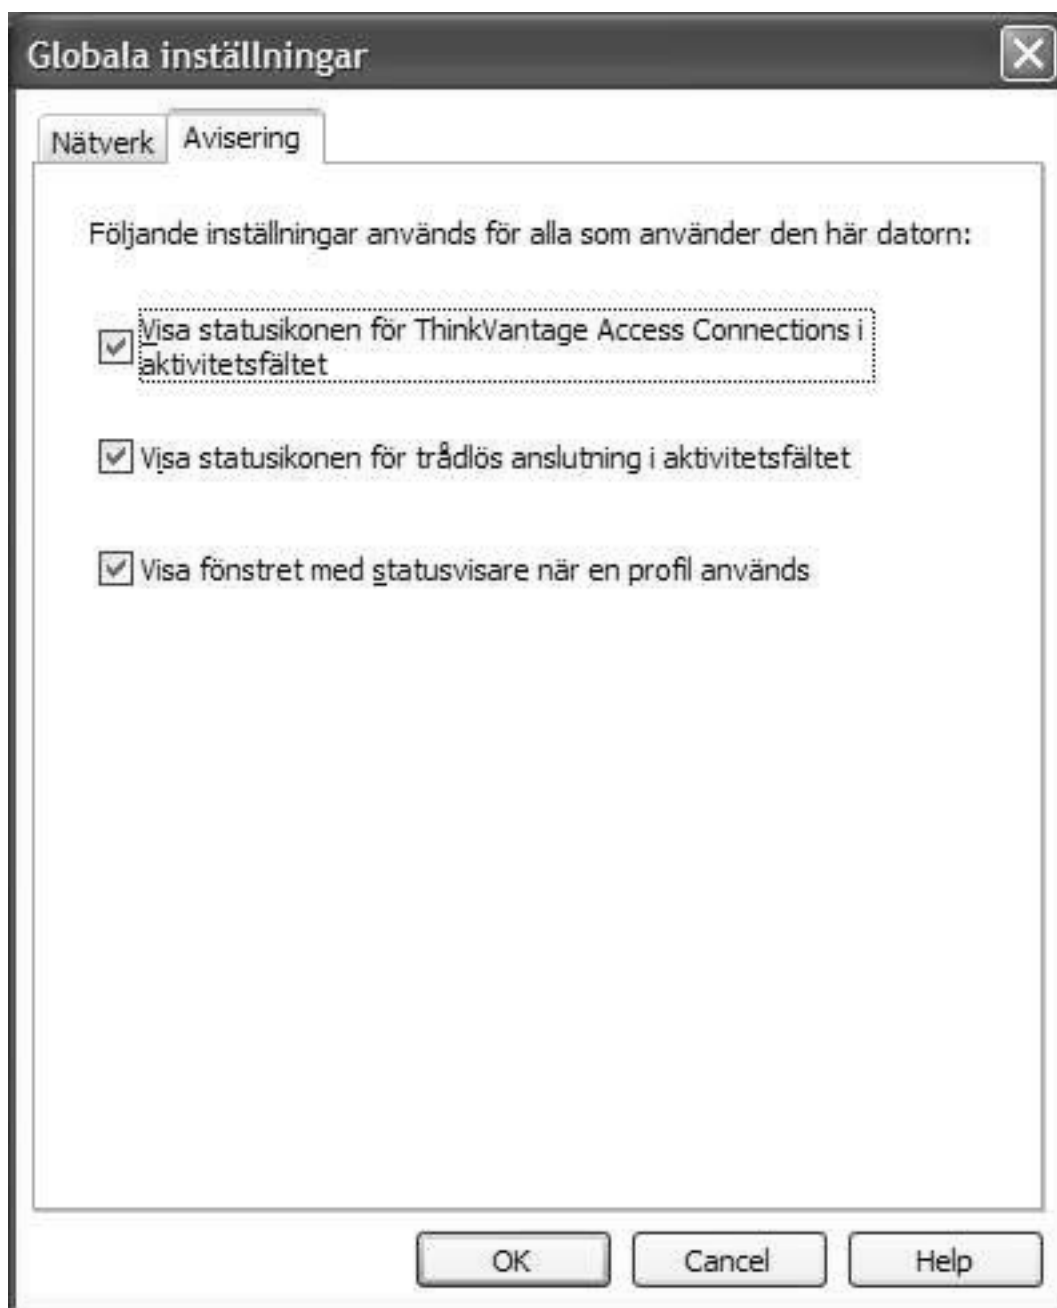 Globala inställningar
Nätverk
Avisering
Följande inställningar används för alla som använder den här datorn:
Visa statusikonen för ThinkVantage Access Connections i
aktivitetsfältet
Visa statusikonen för trådlös anslutning i aktivitetsfältet
Visa fönstret med statusvisare när en profil används
OK
Cancel
Help